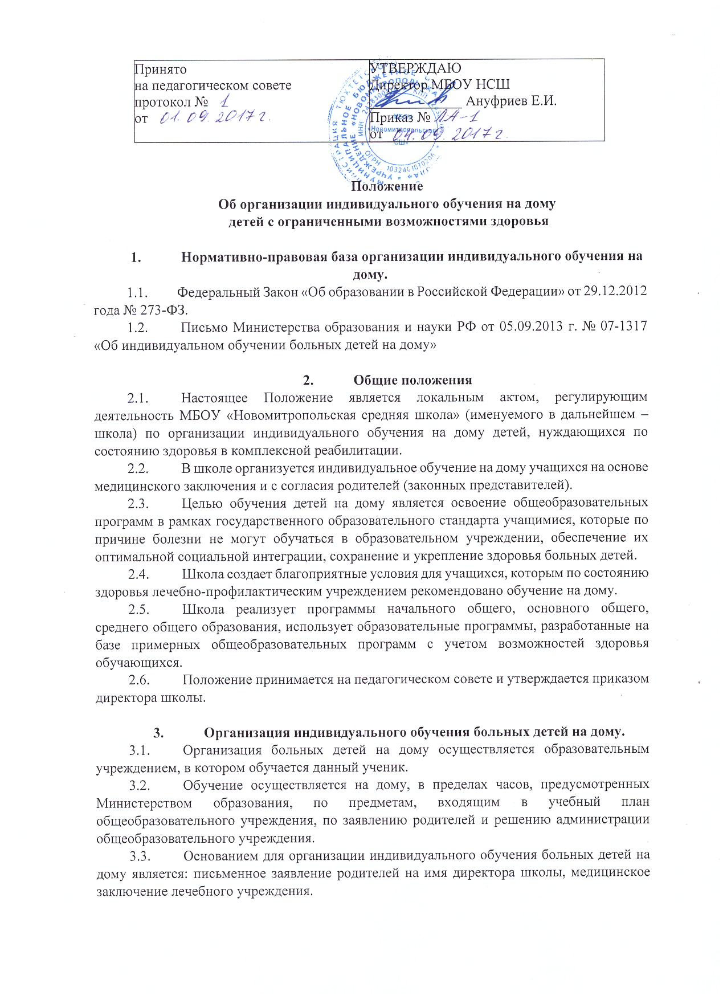 Принято
на педагогическом совете
протокол № 1
от 01.09.2017 г.
УТВЕРЖДАЮ
Директор МБОУ НСШ
Ануфриев Е.И.
Приказ №
от 04.09.2017 г.
МБОУ
«Новомитропольская
СШ»
ОГРН 1032401070206
Положение
Об организации индивидуального обучения на дому
детей с ограниченными возможностями здоровья
1. Нормативно-правовая база организации индивидуального обучения на
дому.
1.1. Федеральный Закон «Об образовании в Российской Федерации» от 29.12.2012
года № 273-ФЗ.
1.2. Письмо Министерства образования и науки РФ от 05.09.2013 г. № 07-1317
«Об индивидуальном обучении больных детей на дому»
2. Общие положения
2.1. Настоящее Положение является локальным актом, регулирующим
деятельность МБОУ «Новомитропольская средняя школа» (именуемого в дальнейшем –
школа) по организации индивидуального обучения на дому детей, нуждающихся по
состоянию здоровья в комплексной реабилитации.
2.2. В школе организуется индивидуальное обучение на дому учащихся на основе
медицинского заключения и с согласия родителей (законных представителей).
2.3. Целью обучения детей на дому является освоение общеобразовательных
программ в рамках государственного образовательного стандарта учащимися, которые по
причине болезни не могут обучаться в образовательном учреждении, обеспечение их
оптимальной социальной интеграции, сохранение и укрепление здоровья больных детей.
2.4. Школа создает благоприятные условия для учащихся, которым по состоянию
здоровья лечебно-профилактическим учреждением рекомендовано обучение на дому.
2.5. Школа реализует программы начального общего, основного общего,
среднего общего образования, использует образовательные программы, разработанные на
базе примерных общеобразовательных программ с учетом возможностей здоровья
обучающихся.
2.6. Положение принимается на педагогическом совете и утверждается приказом
директора школы.
3. Организация индивидуального обучения больных детей на дому.
3.1. Организация больных детей на дому осуществляется образовательным
учреждением, в котором обучается данный ученик.
3.2. Обучение осуществляется на дому, в пределах часов, предусмотренных
Министерством образования, по предметам, входящим в учебный план
общеобразовательного учреждения, по заявлению родителей и решению администрации
общеобразовательного учреждения.
3.3. Основанием для организации индивидуального обучения больных детей на
дому является: письменное заявление родителей на имя директора школы, медицинское
заключение лечебного учреждения.